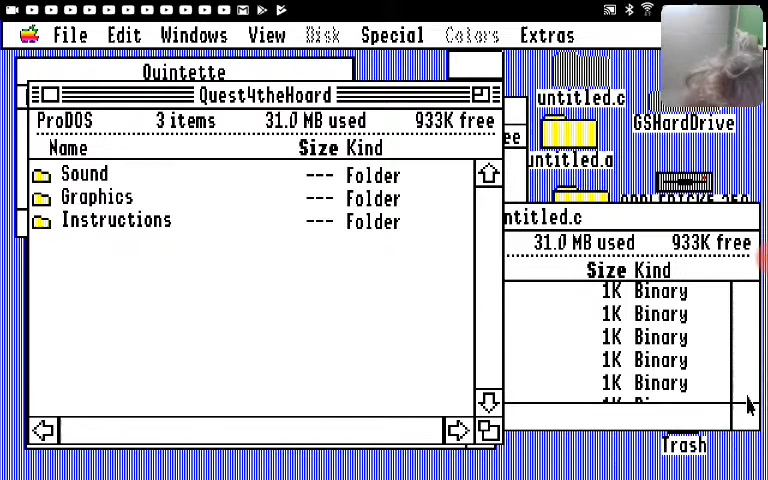 File Edit Windows View Disk Special Colors Extras
Quintette
Quest4theHoard
ProDOS 3 items 31.0 MB used 933K free
Name Size Kind
Sound --- Folder
Graphics --- Folder
Instructions --- Folder
untitled.c
GSHardDrive
untitled.a
ntitled.c
31.0 MB used 933K free
Size Kind
1K Binary
1K Binary
1K Binary
1K Binary
1K Binary
Trash